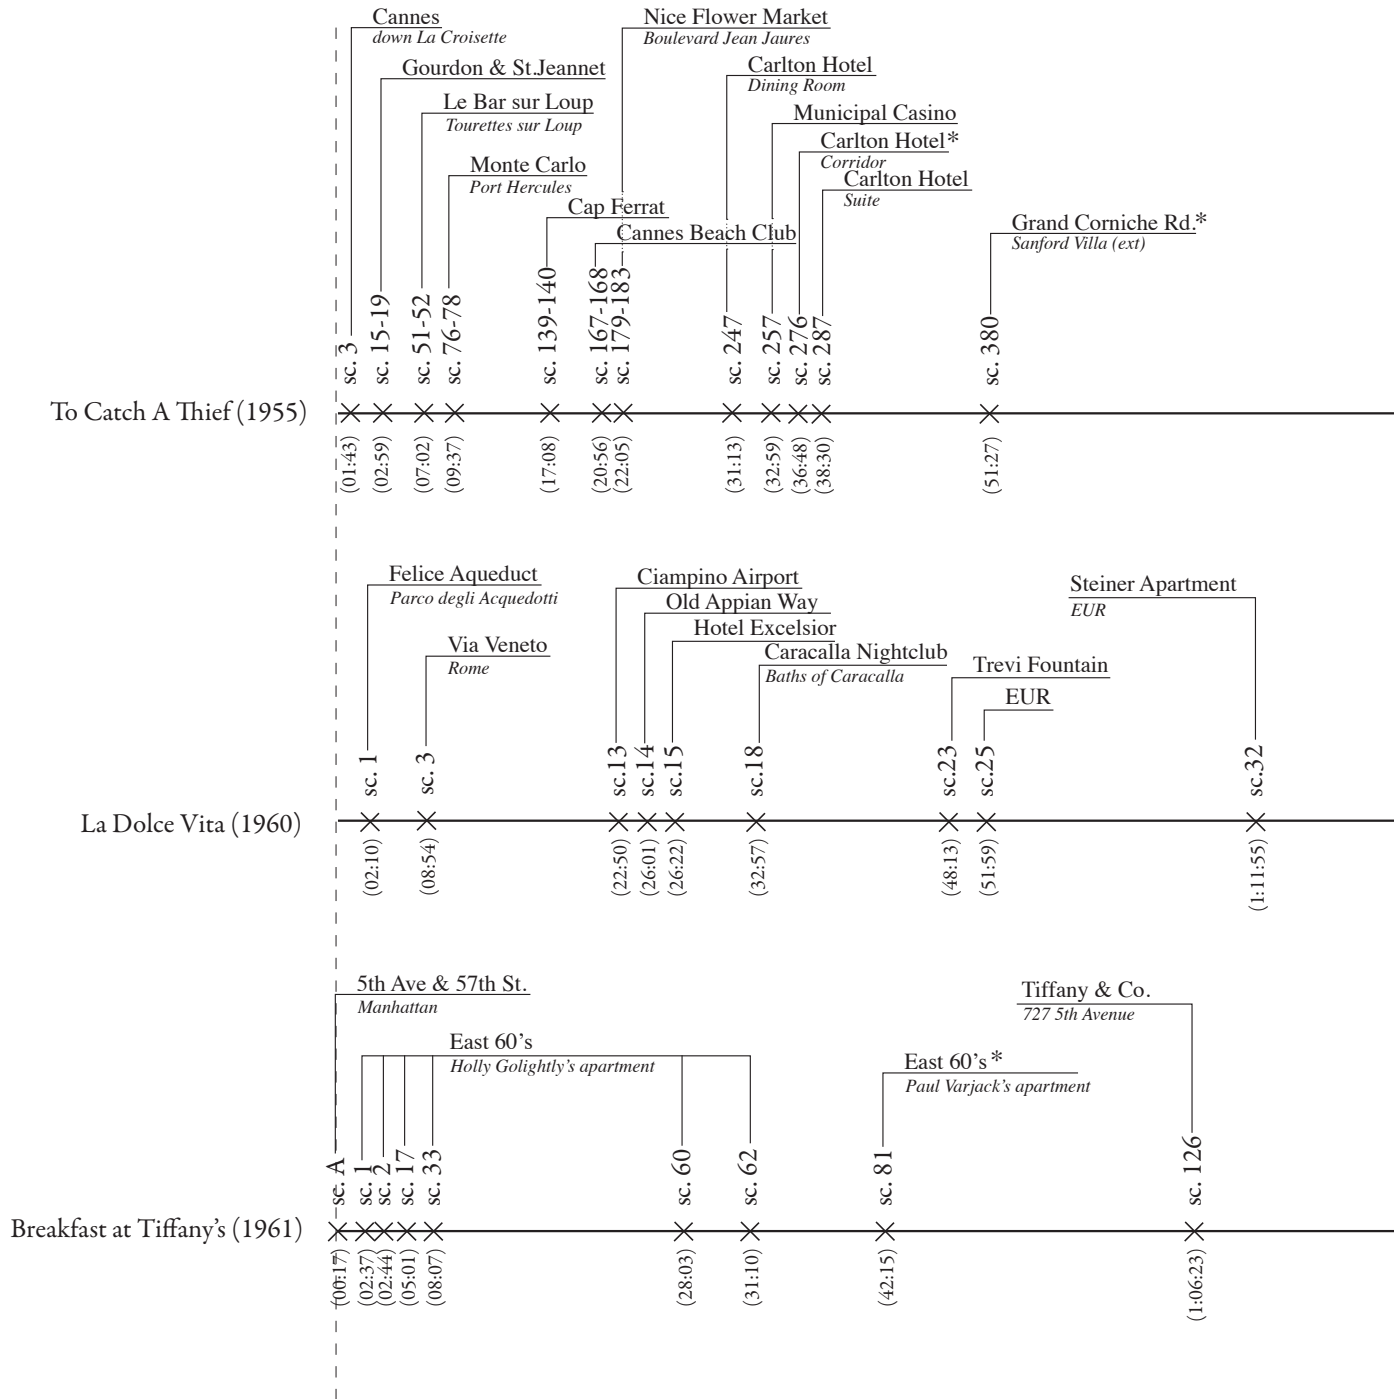 Cannes
down La Croisette
Nice Flower Market
Boulevard Jean Jaures
Gourdon & St.Jeannet
Carlton Hotel
Dining Room
Le Bar sur Loup
Tourettes sur Loup
Municipal Casino
Carlton Hotel*
Corridor
Monte Carlo
Port Hercules
Carlton Hotel
Suite
Cap Ferrat
Cannes Beach Club
Grand Corniche Rd.*
Sanford Villa (ext)
sc. 3
sc. 15-19
sc. 51-52
sc. 76-78
sc. 139-140
sc. 167-168
sc. 179-183
sc. 247
sc. 257
sc. 276
sc. 287
sc. 380
To Catch A Thief (1955)
(01:43)
(02:59)
(07:02)
(09:37)
(17:08)
(20:56)
(22:05)
(31:13)
(32:59)
(36:48)
(38:30)
(51:27)
Felice Aqueduct
Parco degli Acquedotti
Ciampino Airport
Steiner Apartment
EUR
Old Appian Way
Hotel Excelsior
Via Veneto
Rome
Caracalla Nightclub
Baths of Caracalla
Trevi Fountain
EUR
sc. 1
sc. 3
sc.13
sc.14
sc.15
sc.18
sc.23
sc.25
sc.32
La Dolce Vita (1960)
(02:10)
(08:54)
(22:50)
(26:01)
(26:22)
(32:57)
(48:13)
(51:59)
(1:11:55)
5th Ave & 57th St.
Manhattan
Tiffany & Co.
727 5th Avenue
East 60's
Holly Golightly's apartment
East 60's*
Paul Varjack's apartment
sc. A
sc. 1
sc. 2
sc. 17
sc. 33
sc. 60
sc. 62
sc. 81
sc. 126
Breakfast at Tiffany's (1961)
(00:17)
(02:37)
(02:44)
(05:01)
(08:07)
(28:03)
(31:10)
(42:15)
(1:06:23)